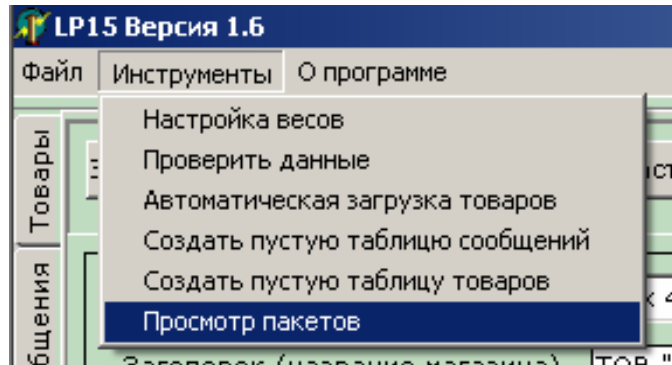 LP15 Версия 1.6
Файл Инструменты О программе
Настройка весов
Проверить данные
Автоматическая загрузка товаров
Создать пустую таблицю сообщений
Создать пустую таблицу товаров
Просмотр пакетов
Товары